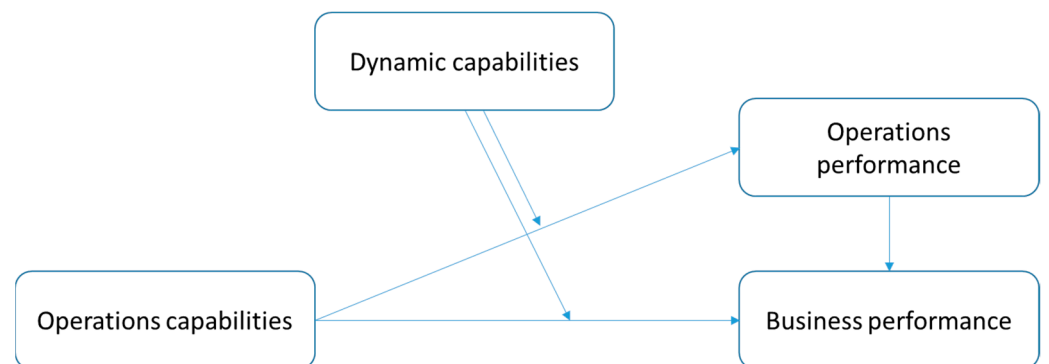 Dynamic capabilities
Operations
performance
Operations capabilities
Business performance